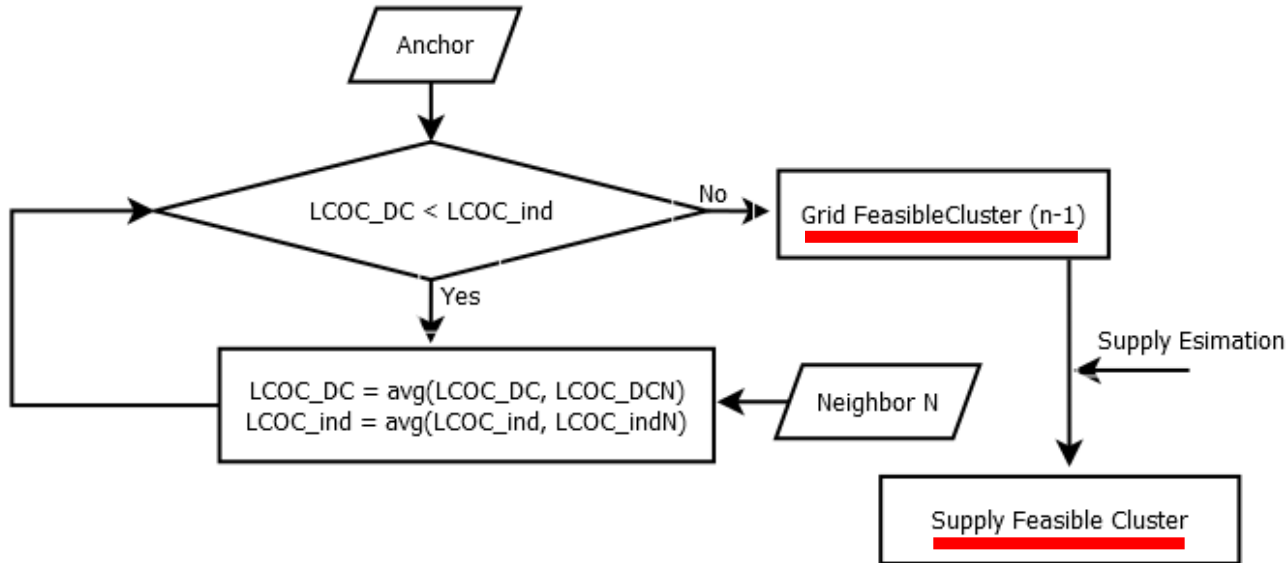 Anchor
LCOC_DC < LCOC_ind
No
Grid FeasibleCluster (n-1)
Yes
Supply Esimation
LCOC_DC = avg(LCOC_DC, LCOC_DCN)
LCOC_ind = avg(LCOC_ind, LCOC_indN)
Neighbor N
Supply Feasible Cluster